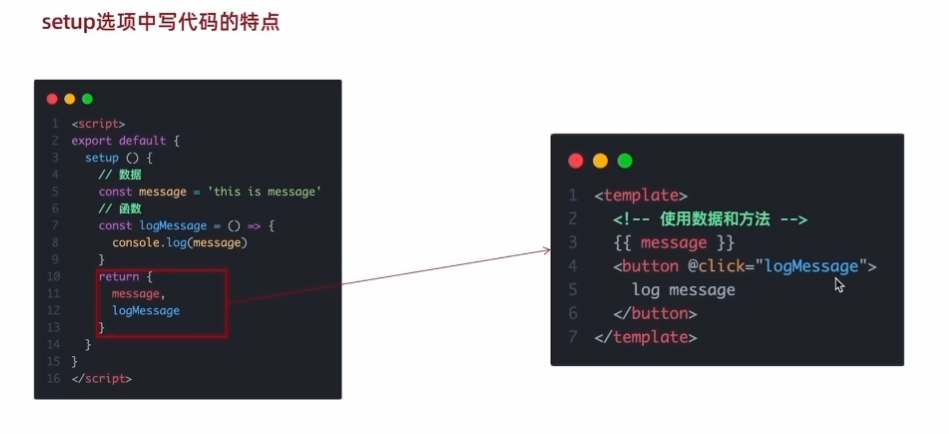 setup选项中写代码的特点
1 <script>
2 export default {
3 setup () {
4 // 数据
5 const message = 'this is message'
6 // 函数
7 const logMessage = () => {
8 console.log(message)
9 }
10 return {
11 message,
12 logMessage
13 }
14 }
15 }
16 </script>
1 <template>
2 <!-- 使用数据和方法 -->
3 {{ message }}
4 <button @click="logMessage">
5 log message
6 </button>
7 </template>